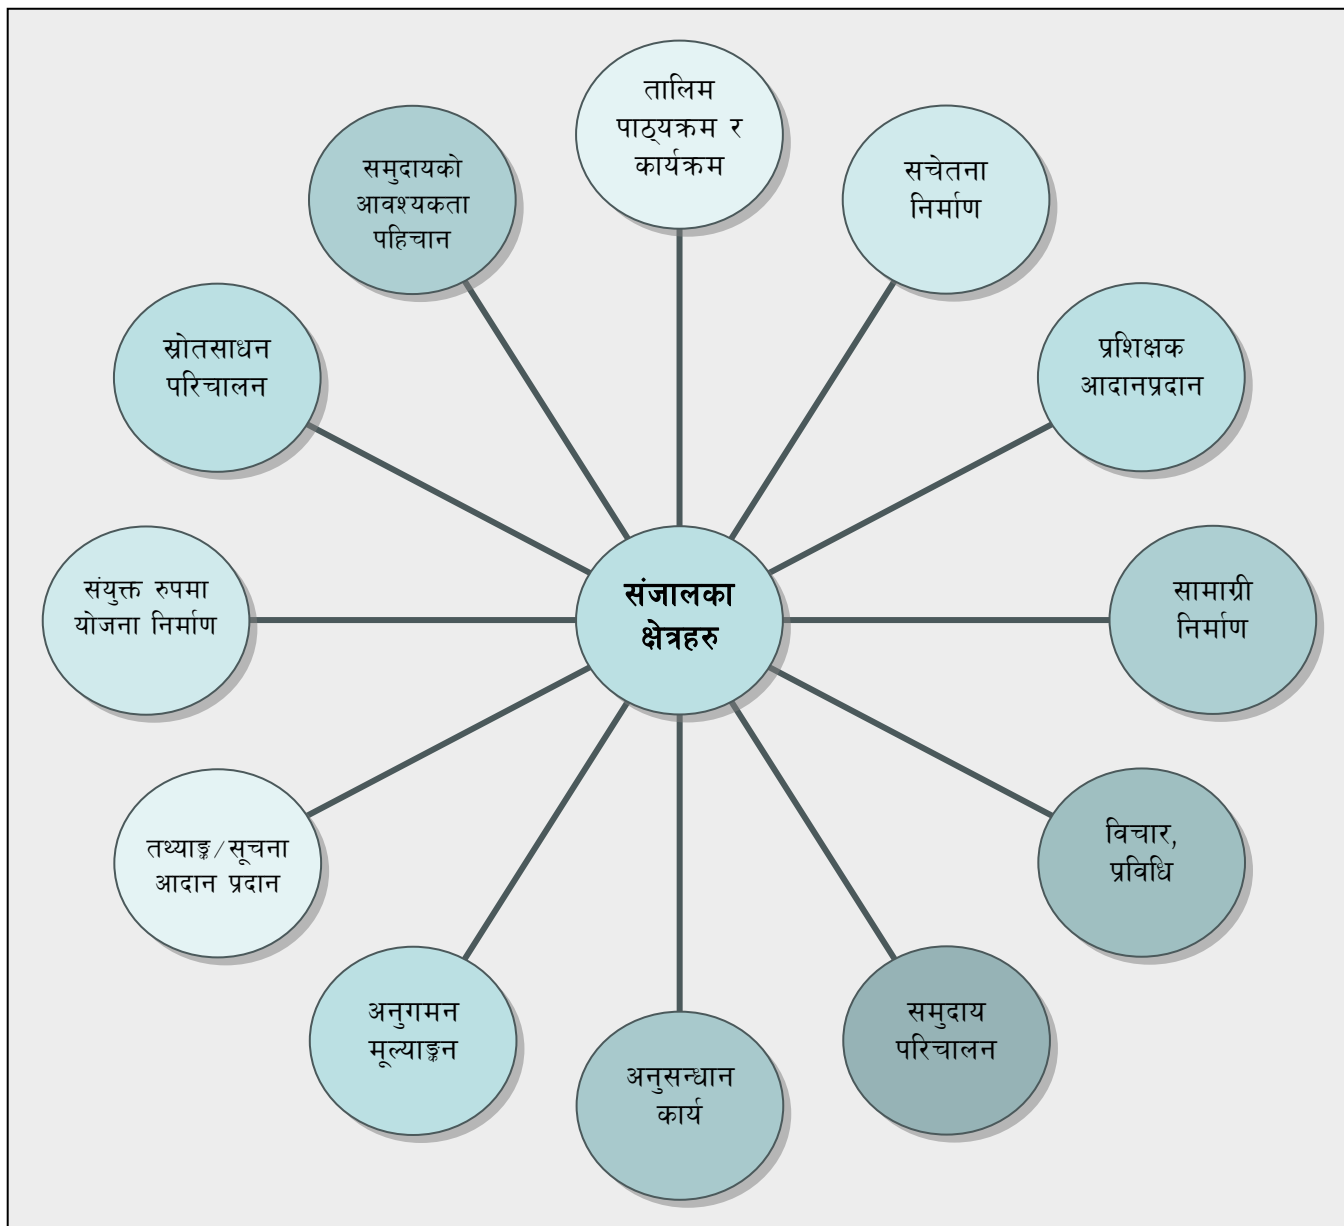 तालिम
पाठ्यक्रम र
कार्यक्रम
सचेतना
निर्माण
प्रशिक्षक
आदानप्रदान
सामाग्री
निर्माण
विचार,
प्रविधि
समुदाय
परिचालन
अनुसन्धान
कार्य
अनुगमन
मूल्याङ्कन
तथ्याङ्क/सूचना
आदान प्रदान
संयुक्त रुपमा
योजना निर्माण
स्रोतसाधन
परिचालन
समुदायको
आवश्यकता
पहिचान
संजालका
क्षेत्रहरु